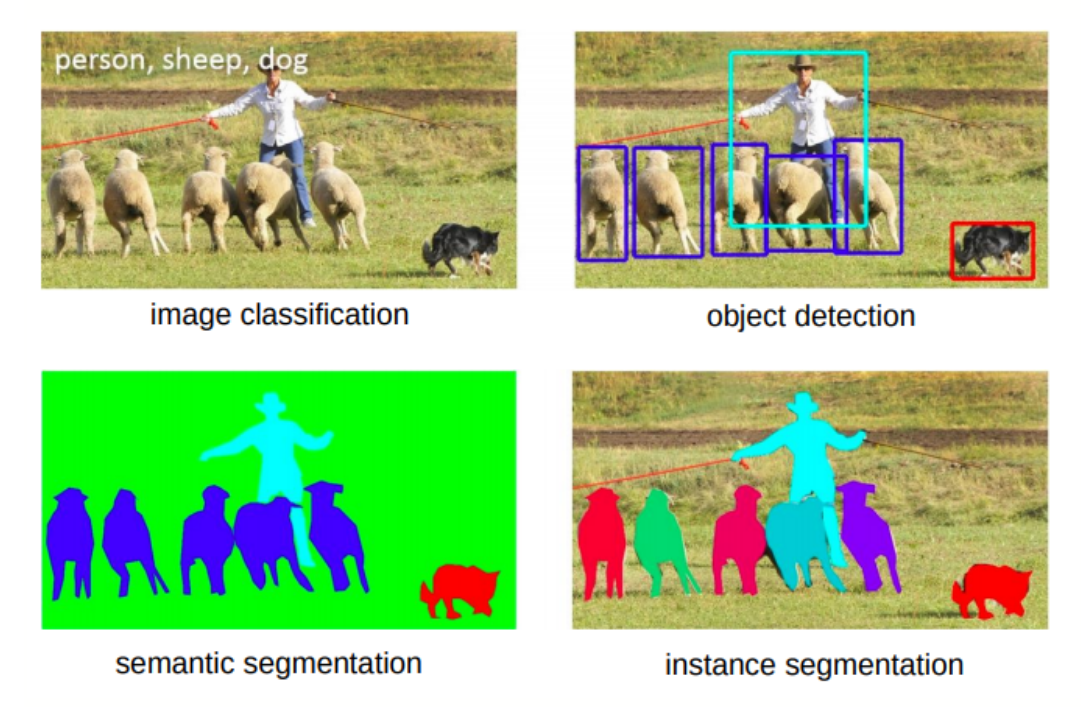 person, sheep, dog
image classification
object detection
semantic segmentation
instance segmentation